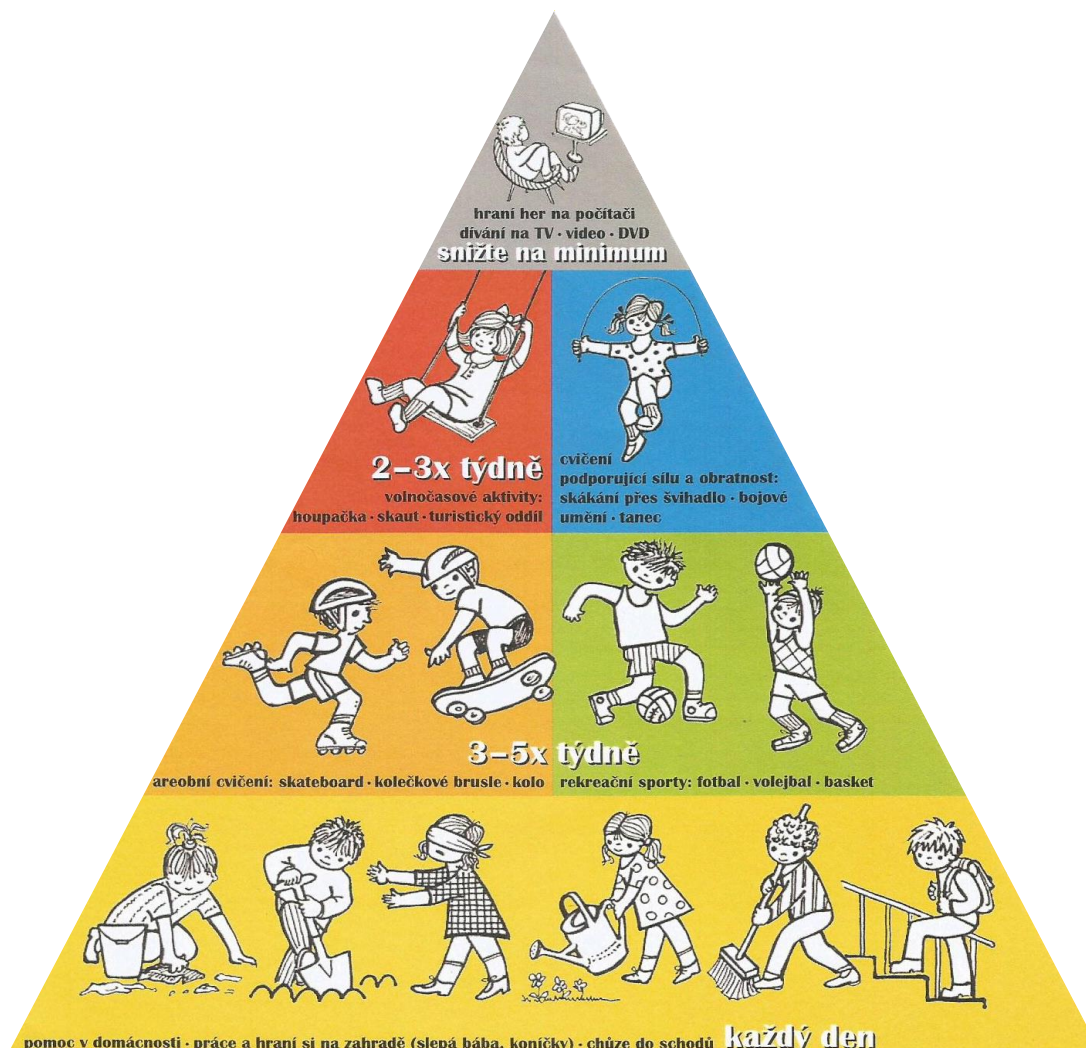 hraní her na počítači
dívání na TV · video · DVD
snižte na minimum
2–3x týdně
volnočasové aktivity:
houpačka · skaut · turistický oddíl
cvičení
podporující sílu a obratnost:
skákání přes švihadlo · bojové
umění · tanec
3–5x týdně
areobní cvičení: skateboard · kolečkové brusle · kolo
rekreační sporty: fotbal · volejbal · basket
pomoc v domácnosti · práce a hraní si na zahradě (slepá bába, koníčky) · chůze do schodů každý den